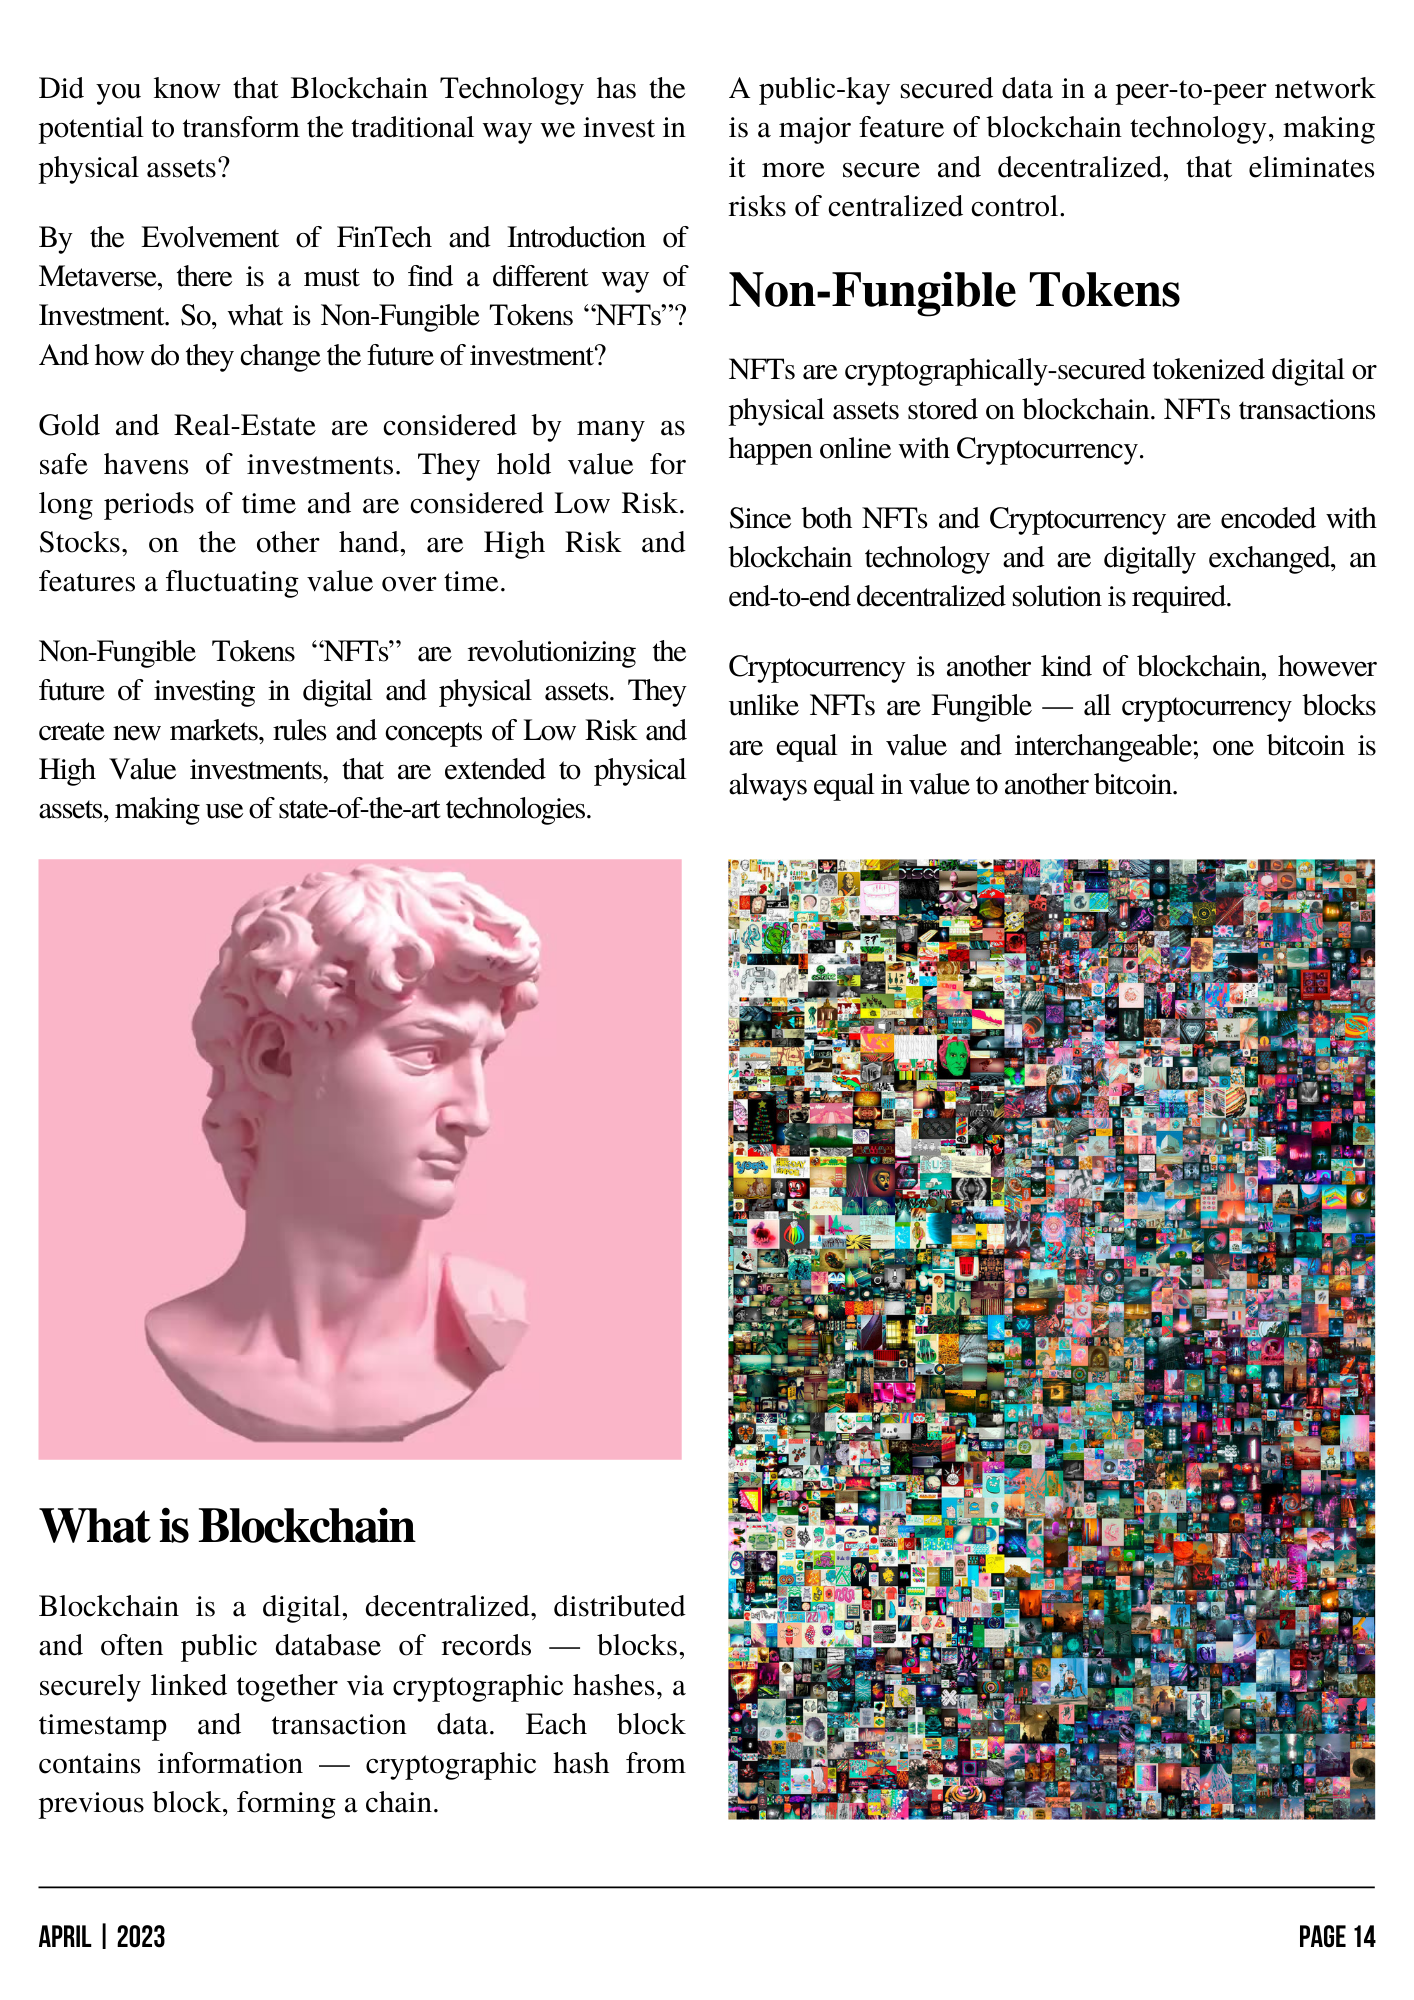 Did you know that Blockchain Technology has the
potential to transform the traditional way we invest in
physical assets?
By the Evolvement of FinTech and Introduction of
Metaverse, there is a must to find a different way of
Investment. So, what is Non-Fungible Tokens “NFTs”?
And how do they change the future of investment?
Gold and Real-Estate are considered by many as
safe havens of investments. They hold value for
long periods of time and are considered Low Risk.
Stocks, on the other hand, are High Risk and
features a fluctuating value over time.
Non-Fungible Tokens “NFTs” are revolutionizing the
future of investing in digital and physical assets. They
create new markets, rules and concepts of Low Risk and
High Value investments, that are extended to physical
assets, making use of state-of-the-art technologies.
What is Blockchain
Blockchain is a digital, decentralized, distributed
and often public database of records — blocks,
securely linked together via cryptographic hashes, a
timestamp and transaction data. Each block
contains information — cryptographic hash from
previous block, forming a chain.
A public-kay secured data in a peer-to-peer network
is a major feature of blockchain technology, making
it more secure and decentralized, that eliminates
risks of centralized control.
Non-Fungible Tokens
NFTs are cryptographically-secured tokenized digital or
physical assets stored on blockchain. NFTs transactions
happen online with Cryptocurrency.
Since both NFTs and Cryptocurrency are encoded with
blockchain technology and are digitally exchanged, an
end-to-end decentralized solution is required.
Cryptocurrency is another kind of blockchain, however
unlike NFTs are Fungible — all cryptocurrency blocks
are equal in value and interchangeable; one bitcoin is
always equal in value to another bitcoin.
APRIL | 2023
PAGE 14